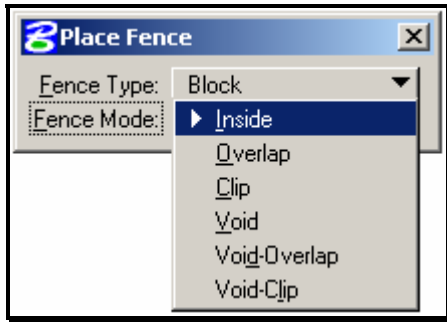 Place Fence
Fence Type: Block
Fence Mode: Inside
Overlap
Clip
Void
Void-Overlap
Void-Clip